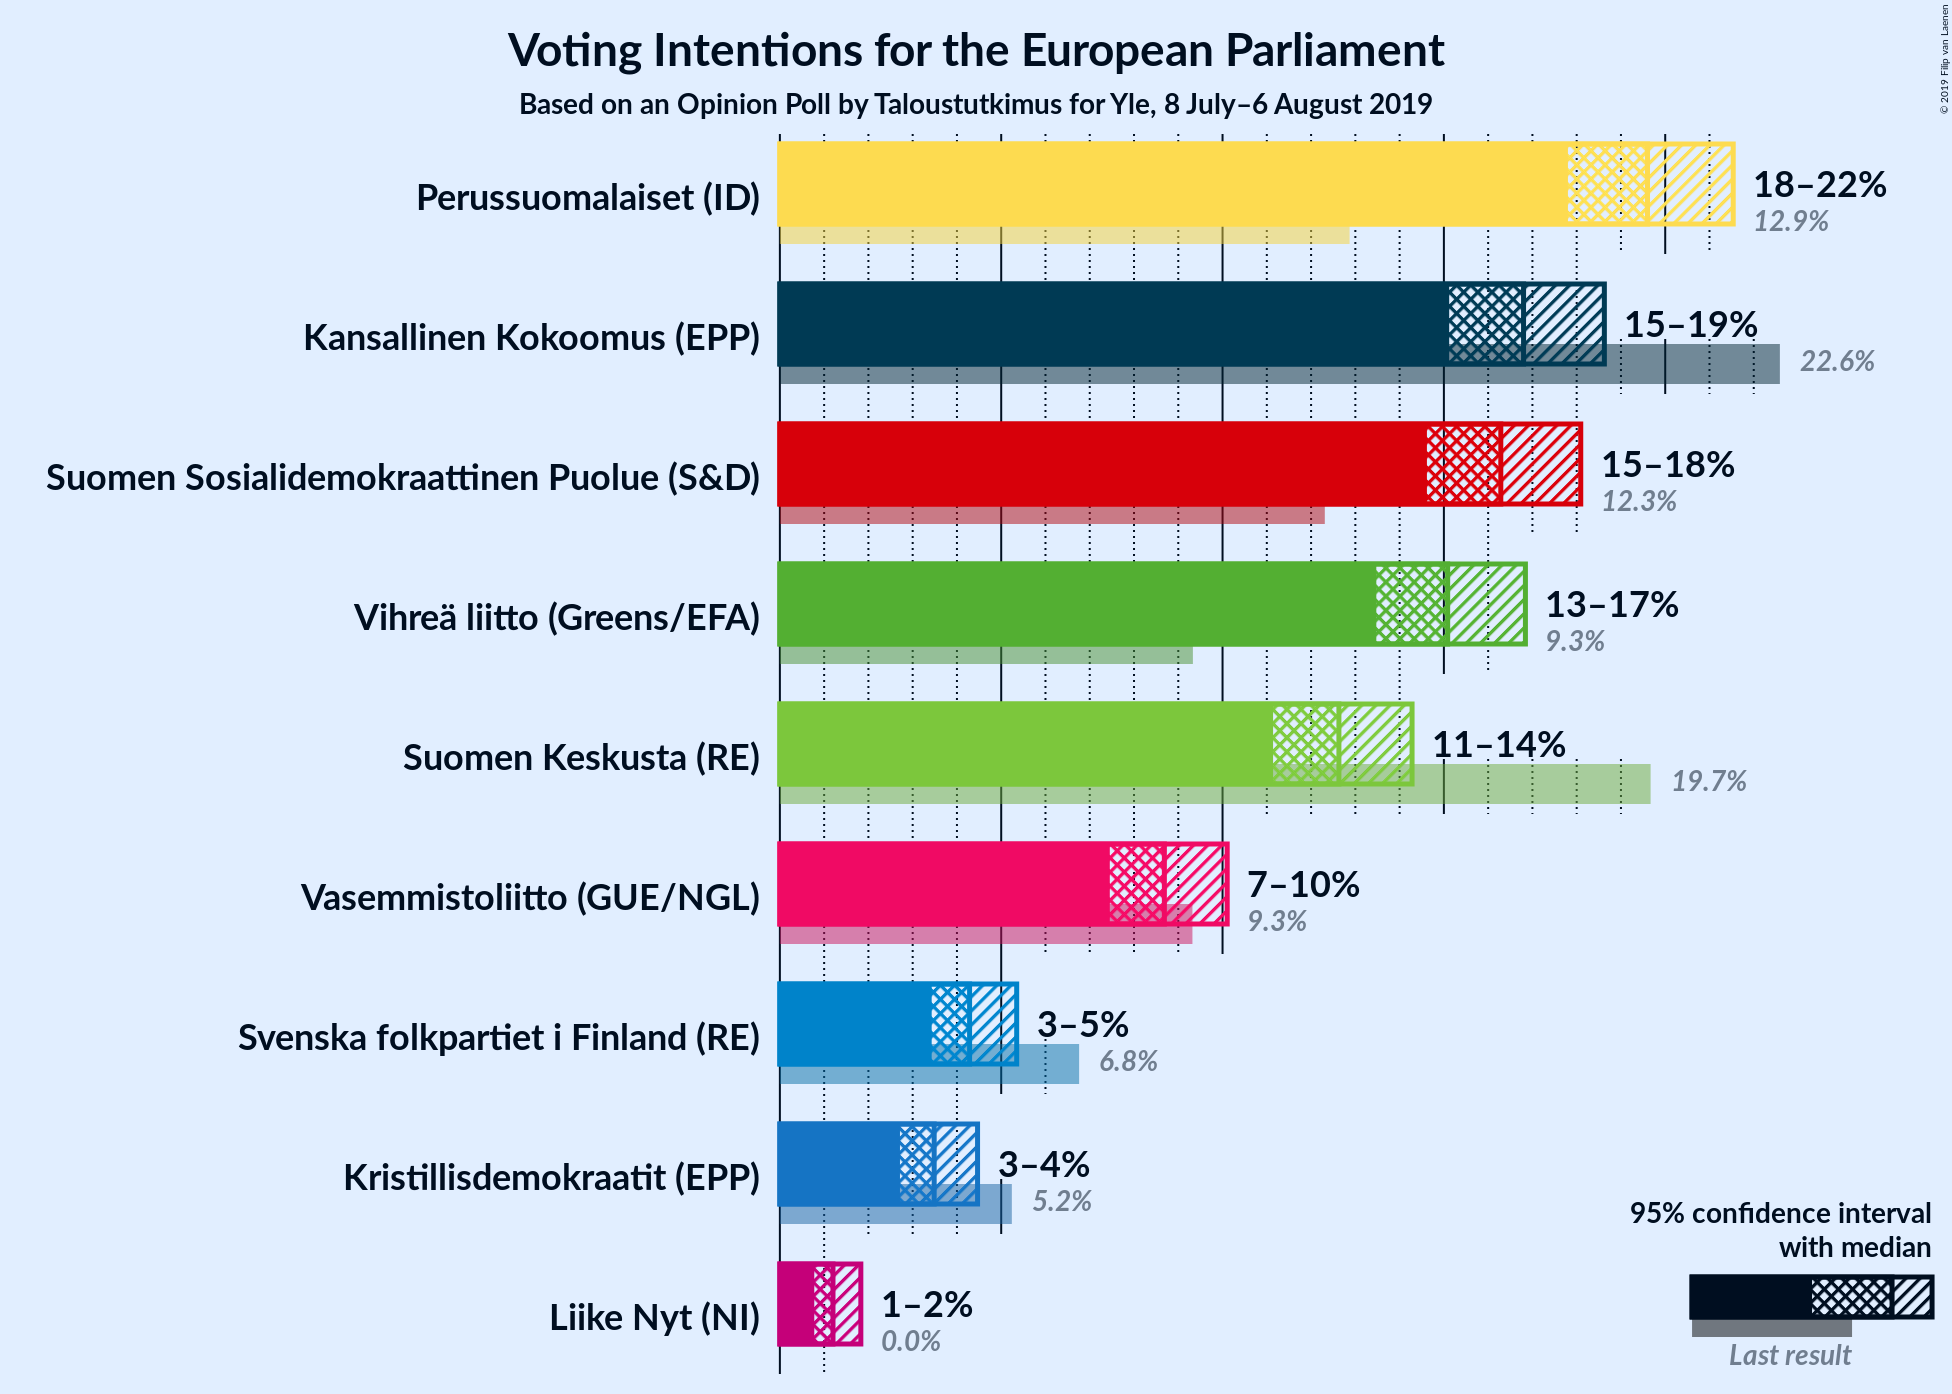 Voting Intentions for the European Parliament
Based on an Opinion Poll by Taloustutkimus for Yle, 8 July–6 August 2019
© 2019 Filip van Laenen
Perussuomalaiset (ID)
18–22%
12.9%
Kansallinen Kokoomus (EPP)
15–19%
22.6%
Suomen Sosialidemokraattinen Puolue (S&D)
15–18%
12.3%
Vihreä liitto (Greens/EFA)
13–17%
9.3%
Suomen Keskusta (RE)
11–14%
19.7%
Vasemmistoliitto (GUE/NGL)
7–10%
9.3%
Svenska folkpartiet i Finland (RE)
3–5%
6.8%
Kristillisdemokraatit (EPP)
3–4%
5.2%
Liike Nyt (NI)
1–2%
0.0%
95% confidence interval
with median
Last result